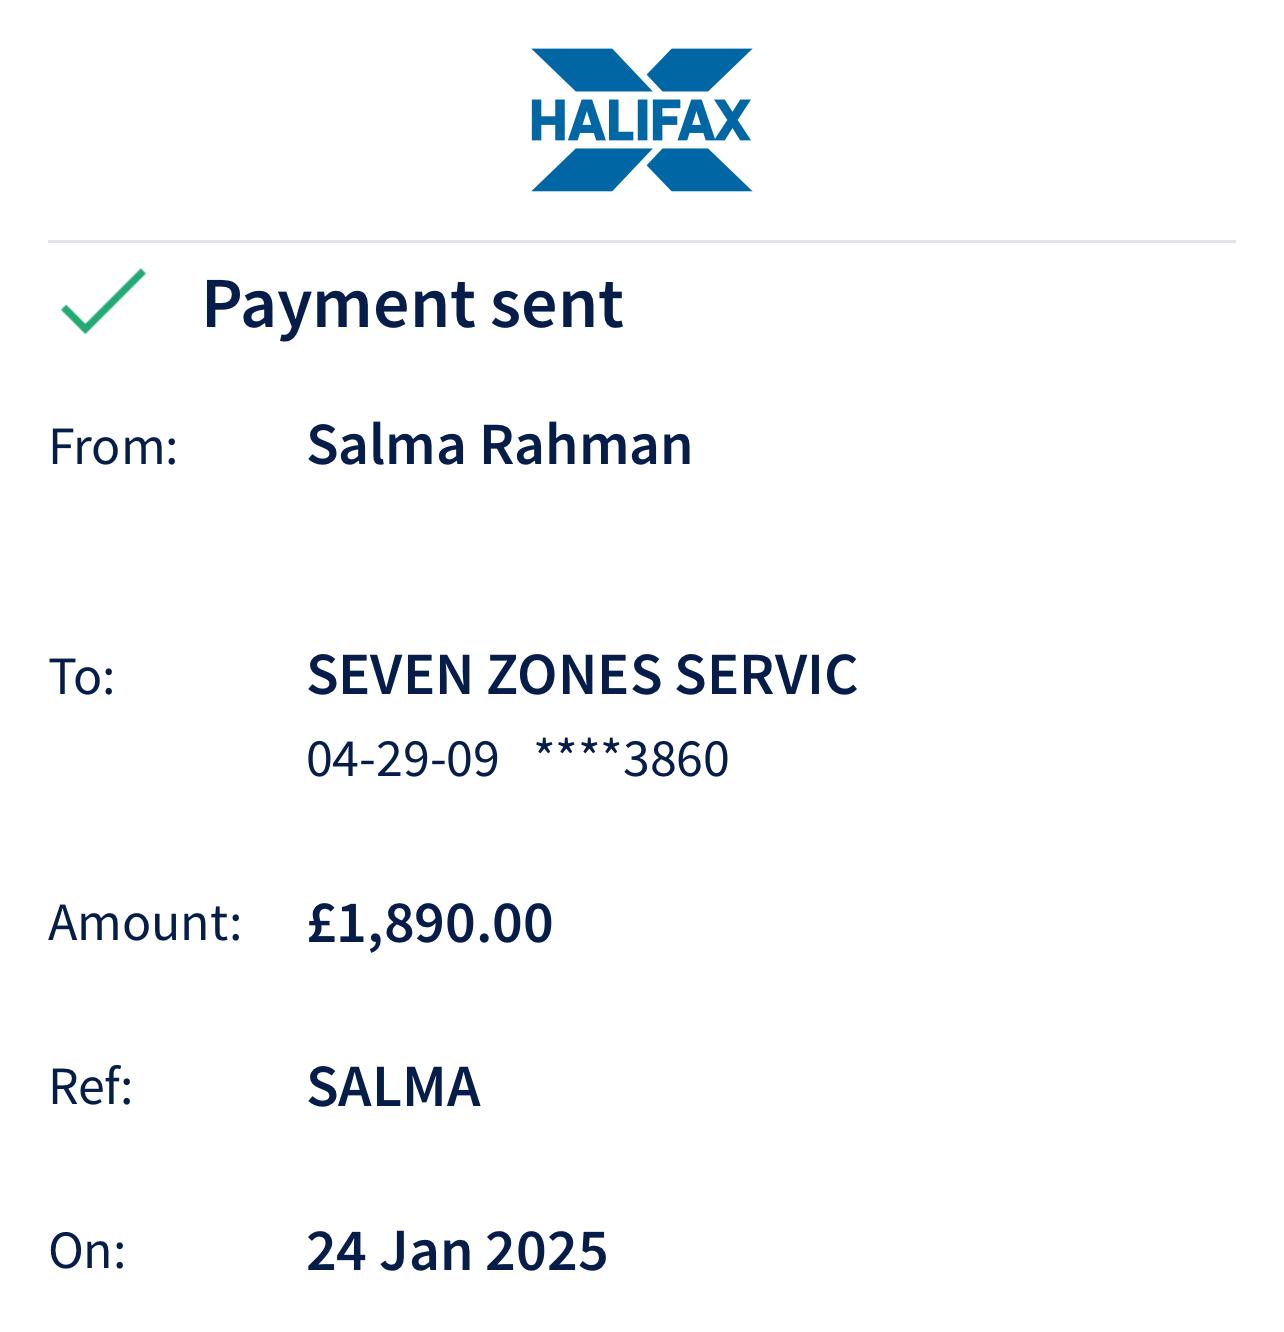 HALIFAX
Payment sent
From: Salma Rahman
To: SEVEN ZONES SERVIC
04-29-09 ****3860
Amount: £1,890.00
Ref: SALMA
On: 24 Jan 2025